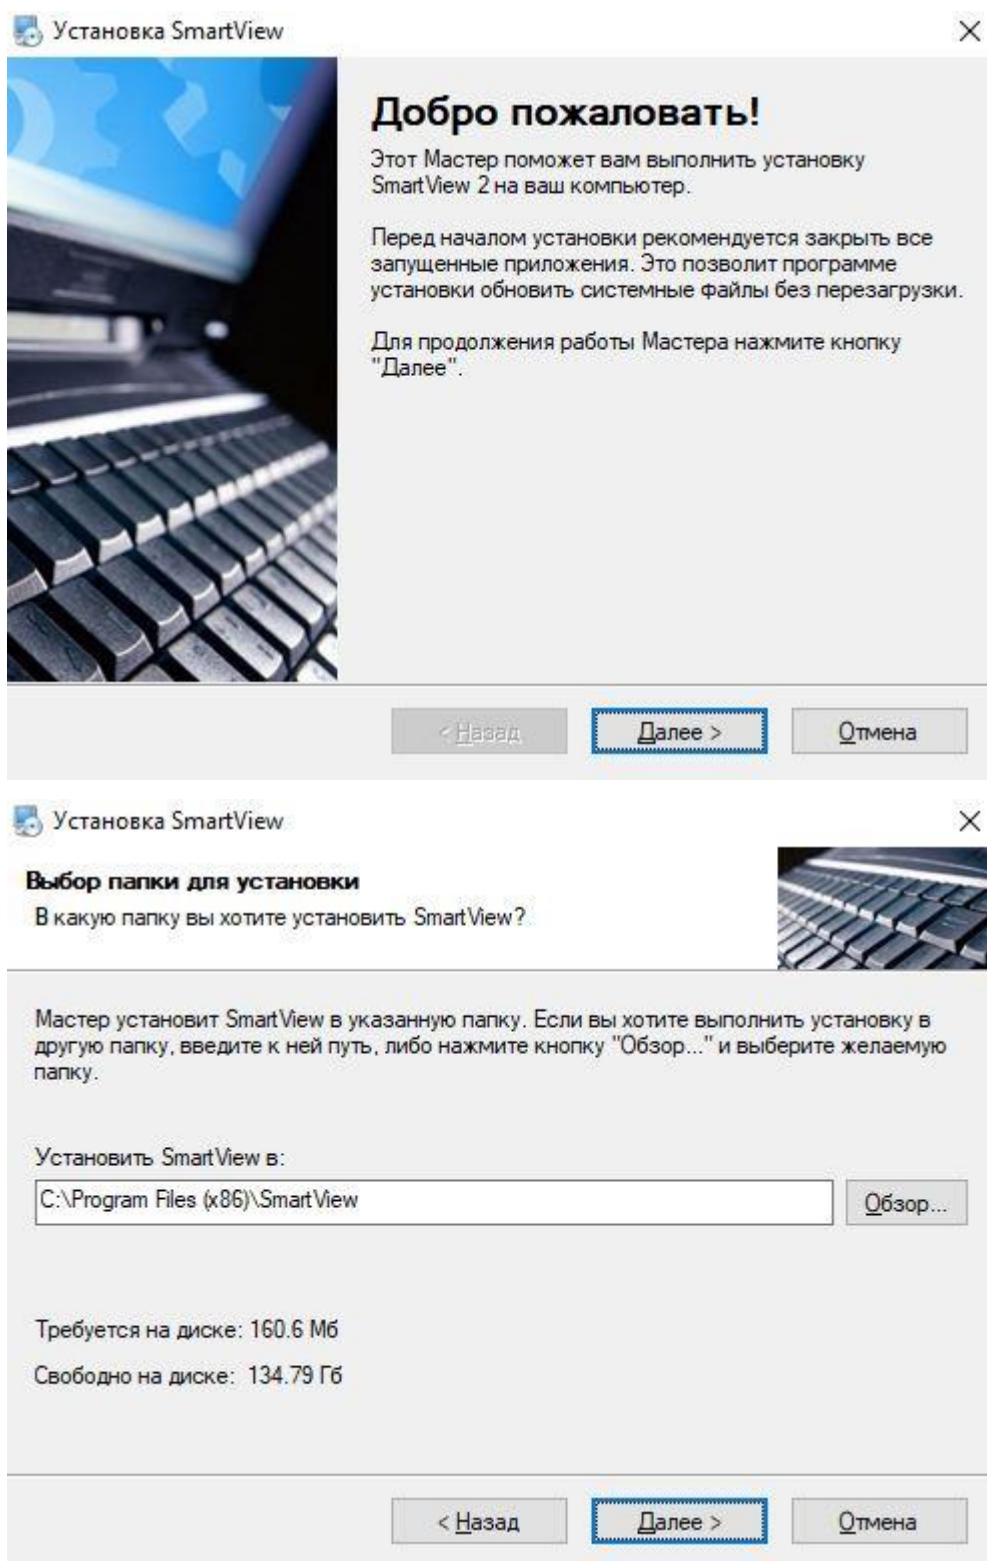 Установка SmartView
Добро пожаловать!
Этот Мастер поможет вам выполнить установку
SmartView 2 на ваш компьютер.
Перед началом установки рекомендуется закрыть все
запущенные приложения. Это позволит программе
установки обновить системные файлы без перезагрузки.
Для продолжения работы Мастера нажмите кнопку
"Далее".
< Назад
Далее >
Отмена
Установка SmartView
Выбор папки для установки
В какую папку вы хотите установить SmartView?
Мастер установит SmartView в указанную папку. Если вы хотите выполнить установку в
другую папку, введите к ней путь, либо нажмите кнопку "Обзор..." и выберите желаемую
папку.
Установить SmartView в:
C:\Program Files (x86)\SmartView
Обзор...
Требуется на диске: 160.6 Мб
Свободно на диске: 134.79 Гб
< Назад
Далее >
Отмена